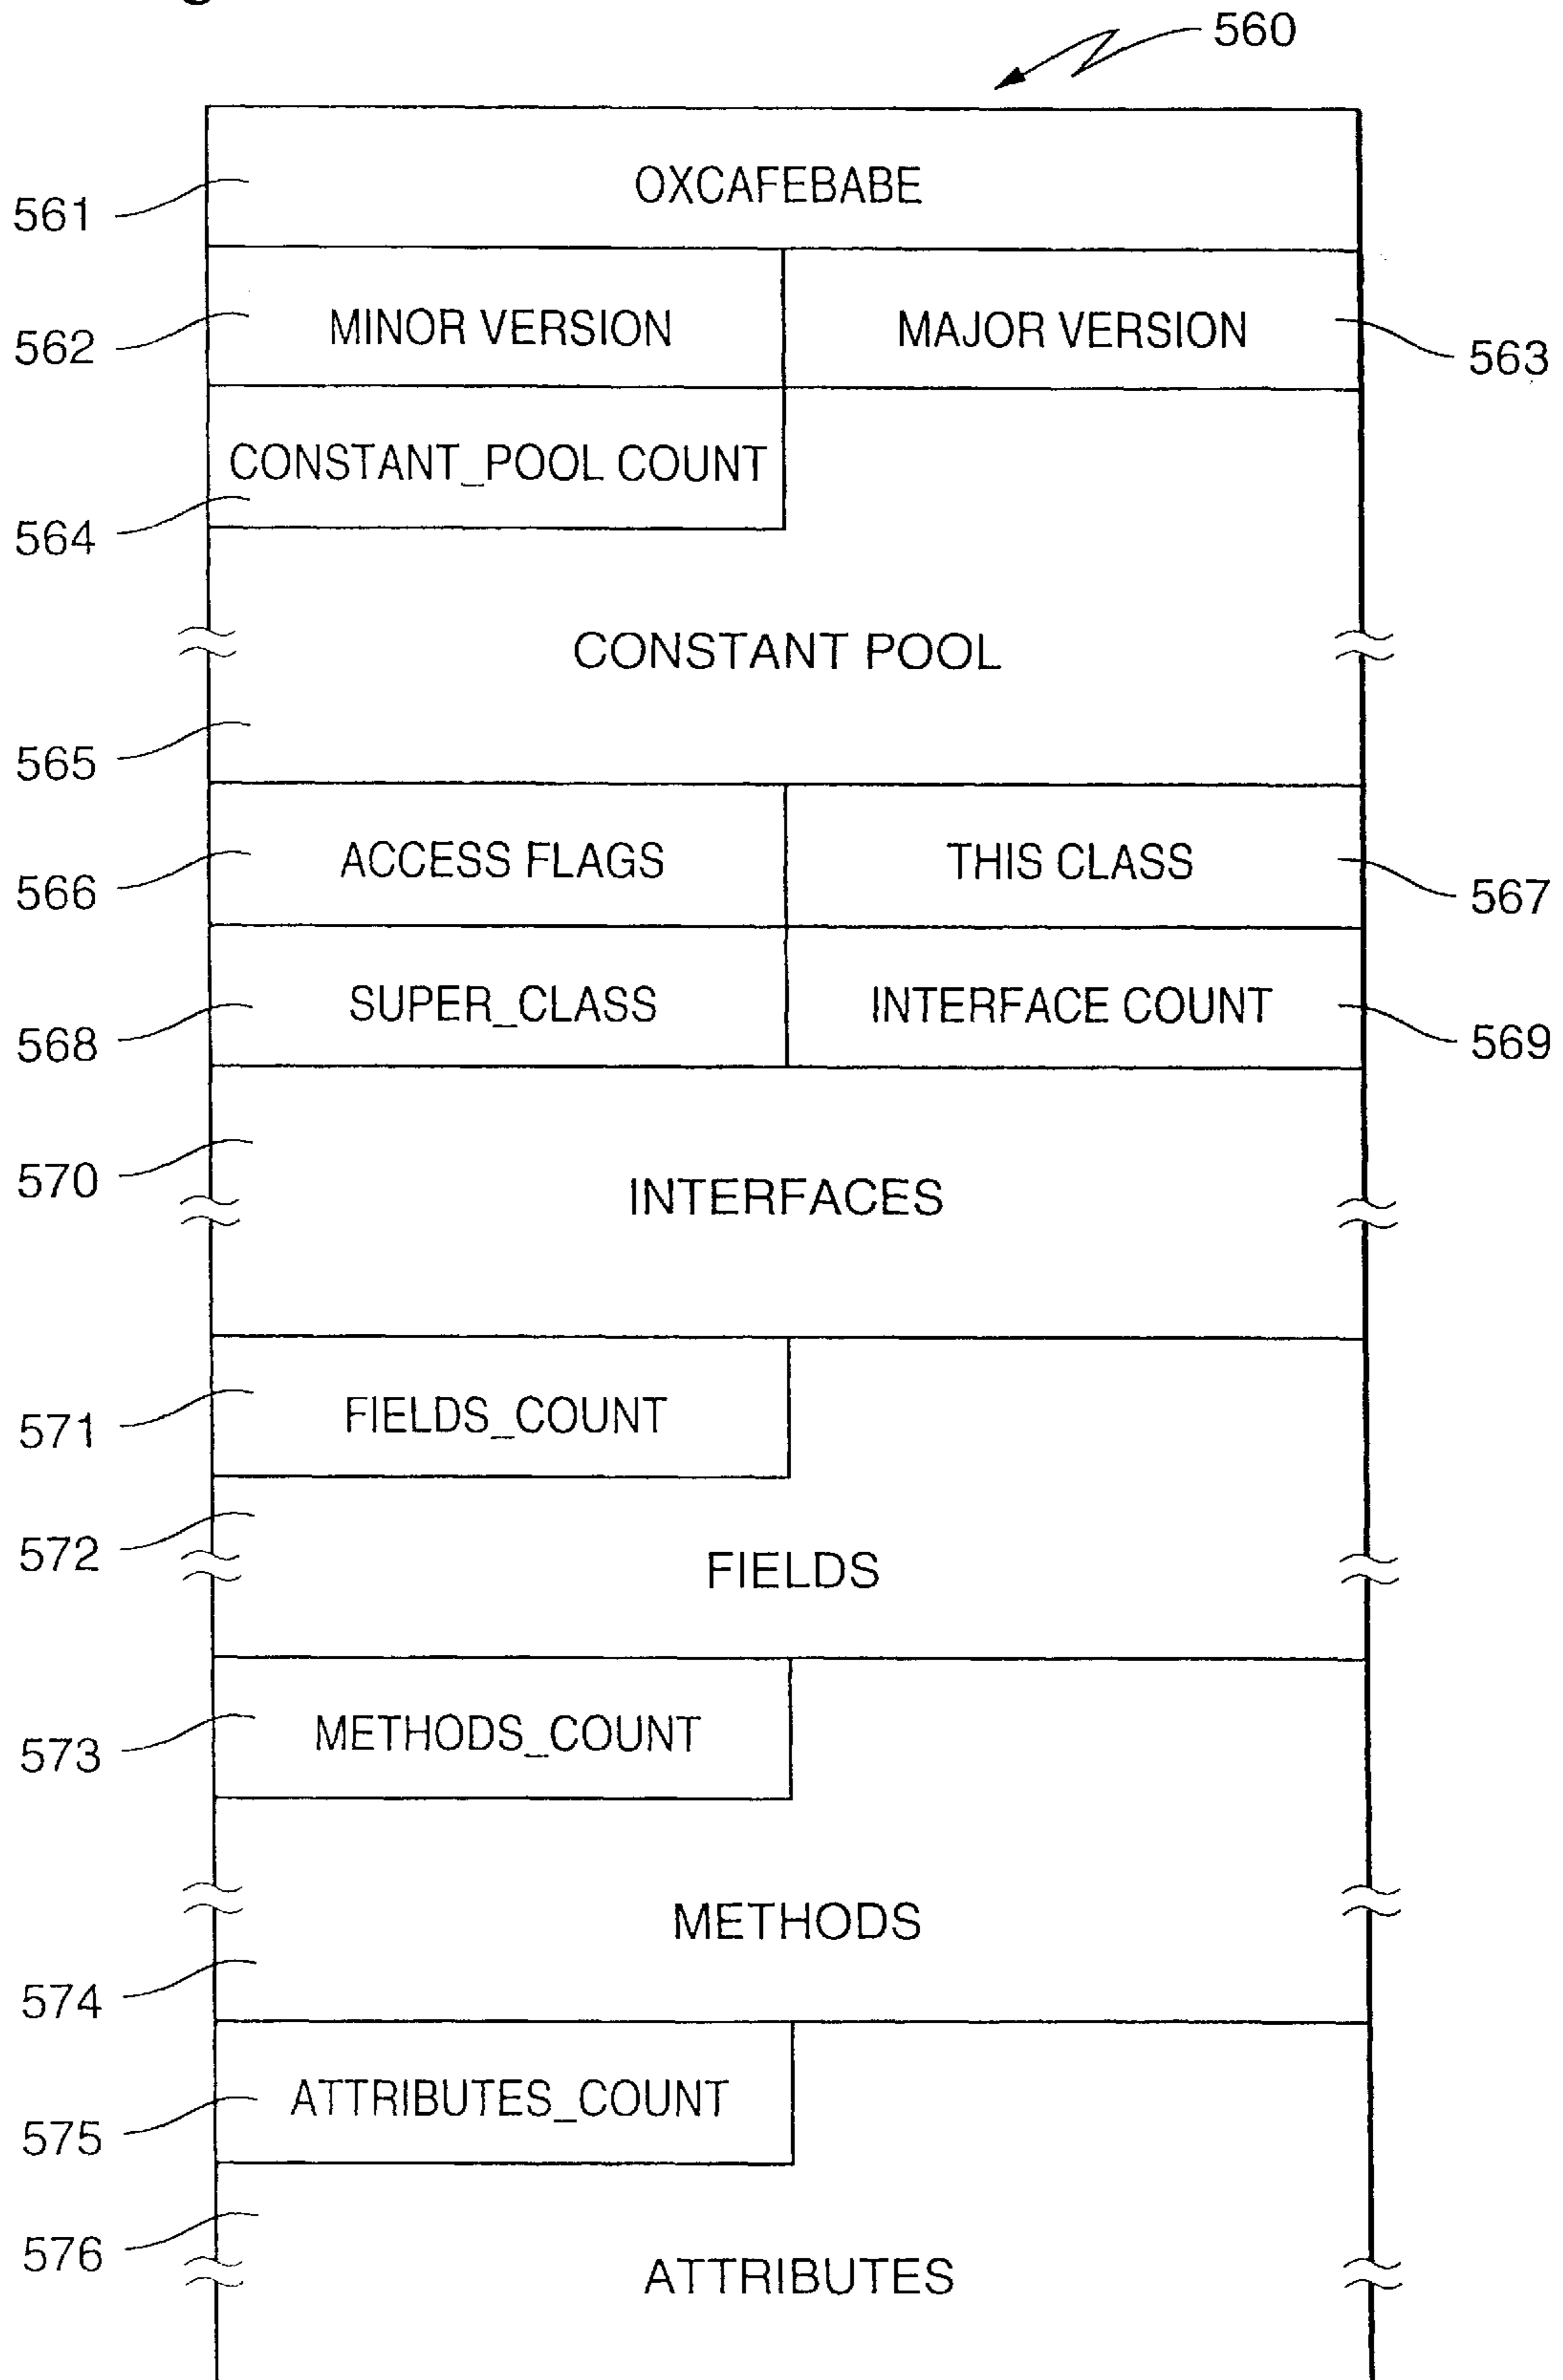 560
OXCAFEBABE
561
MINOR VERSION
MAJOR VERSION
562
563
CONSTANT_POOL COUNT
564
CONSTANT POOL
565
ACCESS FLAGS
THIS CLASS
566
567
SUPER_CLASS
INTERFACE COUNT
568
569
570
INTERFACES
FIELDS_COUNT
571
572
FIELDS
METHODS_COUNT
573
METHODS
574
ATTRIBUTES_COUNT
575
576
ATTRIBUTES